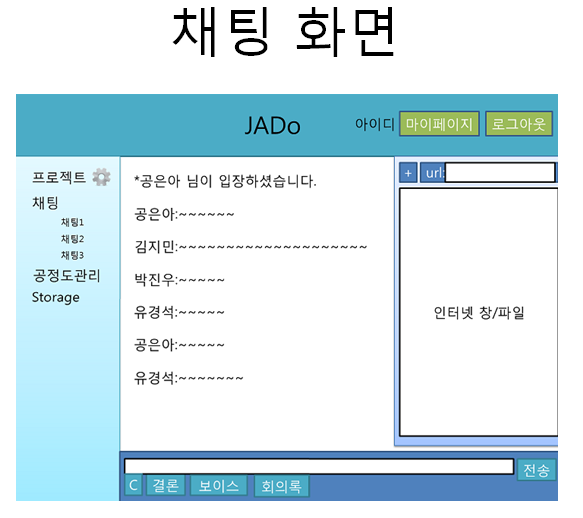 채팅 화면
JADo
아이디 마이페이지 로그아웃
프로젝트
채팅
채팅1
채팅2
채팅3
공정도관리
Storage
*공은아 님이 입장하셨습니다.
공은아:~~~~~~
김지민:~~~~~~~~~~~~~~~~~~~~
박진우:~~~~~
유경석:~~~~~
공은아:~~~~~
유경석:~~~~~~~
+ url:
인터넷 창/파일
전송
C 결론 보이스 회의록